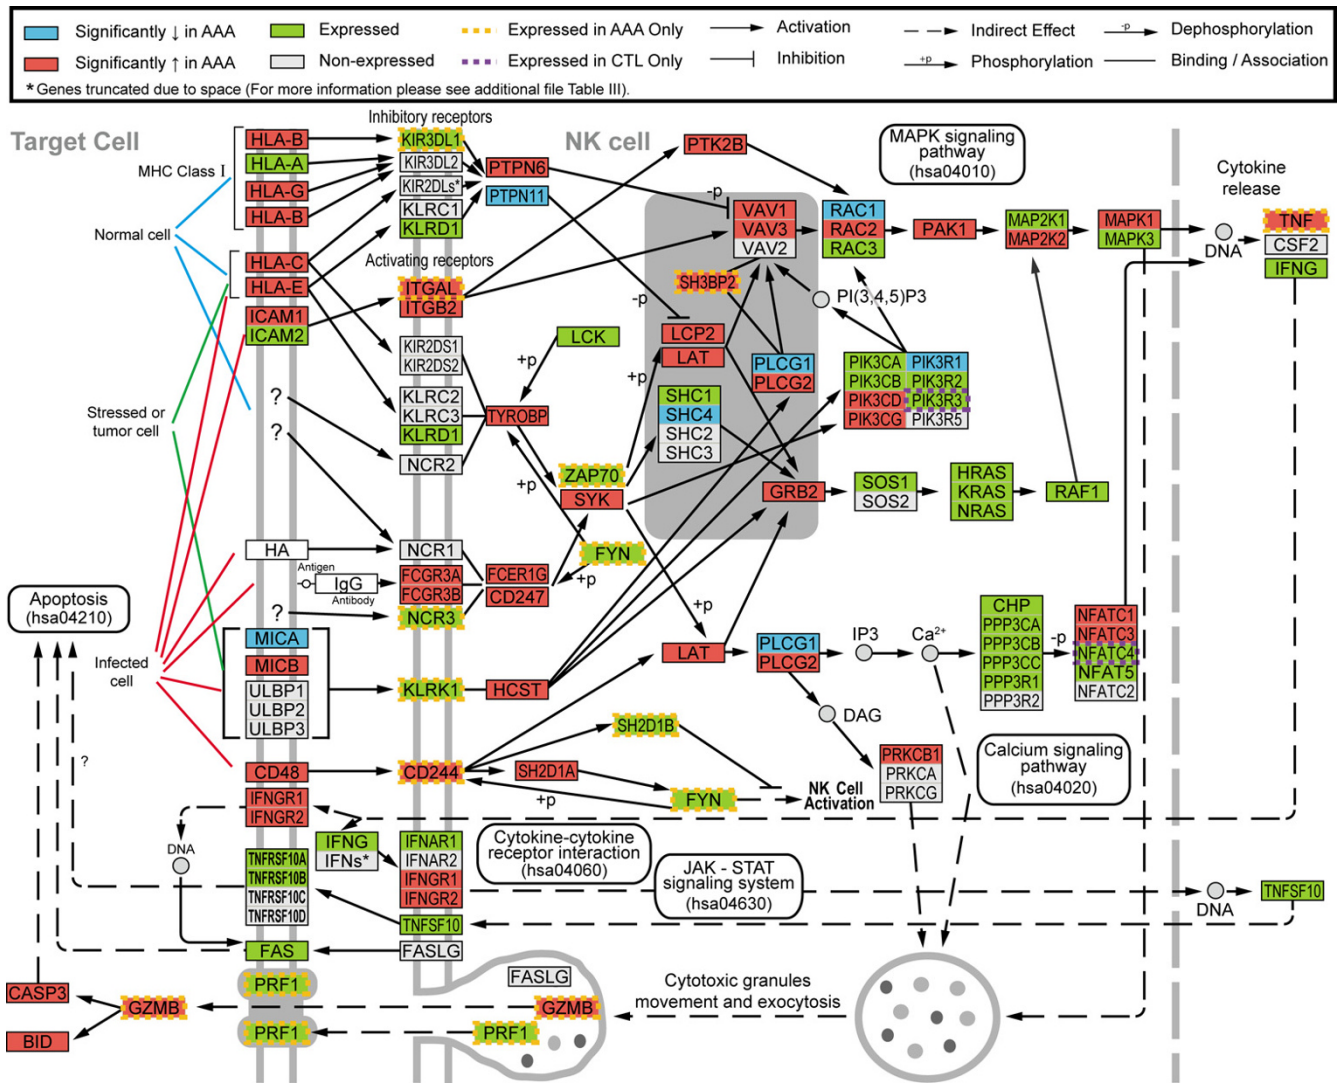 Significantly ↓ in AAA
Expressed
Expressed in AAA Only
Activation
Indirect Effect
-p
Dephosphorylation
Significantly ↑ in AAA
Non-expressed
Expressed in CTL Only
Inhibition
+p
Phosphorylation
Binding / Association
* Genes truncated due to space (For more information please see additional file Table III).
Target Cell
NK cell
Inhibitory receptors
MHC Class I
Normal cell
Stressed or
tumor cell
Infected
cell
Apoptosis
(hsa04210)
HLA-B
HLA-A
HLA-G
HLA-B
HLA-C
HLA-E
ICAM1
ICAM2
?
?
HA
Antigen
IgG
Antibody
?
MICA
MICB
ULBP1
ULBP2
ULBP3
CD48
IFNGR1
IFNGR2
?
DNA
TNFRSF10A
TNFRSF10B
TNFRSF10C
TNFRSF10D
FAS
PRF1
PRF1
CASP3
GZMB
BID
KIR3DL1
KIR3DL2
KIR2DLs*
KLRC1
KLRD1
Activating receptors
ITGAL
ITGB2
KIR2DS1
KIR2DS2
KLRC2
KLRC3
KLRD1
NCR2
NCR1
FCGR3A
FCGR3B
NCR3
KLRK1
CD244
IFNG
IFNs*
IFNAR1
IFNAR2
IFNGR1
IFNGR2
TNFSF10
FASLG
FASLG
GZMB
PRF1
PTPN6
PTPN11
LCK
+p
TYROBP
+p
ZAP70
SYK
FYN
+p
FCER1G
CD247
HCST
SH2D1B
SH2D1A
+p
FYN
NK Cell
Activation
Cytokine-cytokine
receptor interaction
(hsa04060)
JAK - STAT
signaling system
(hsa04630)
Cytotoxic granules
movement and exocytosis
PTK2B
-p
-p
+p
+p
VAV1
VAV3
VAV2
SH3BP2
LCP2
LAT
PLCG1
PLCG2
SHC1
SHC4
SHC2
SHC3
GRB2
LAT
PLCG1
PLCG2
IP3
Ca2+
DAG
PRKCB1
PRKCA
PRKCG
MAPK signaling
pathway
(hsa04010)
RAC1
RAC2
RAC3
PAK1
MAP2K1
MAP2K2
MAPK1
MAPK3
PI(3,4,5)P3
PIK3CA
PIK3R1
PIK3CB
PIK3R2
PIK3CD
PIK3R3
PIK3CG
PIK3R5
SOS1
SOS2
HRAS
KRAS
NRAS
RAF1
CHP
PPP3CA
PPP3CB
PPP3CC
PPP3R1
PPP3R2
-p
NFATC1
NFATC3
NFATC4
NFAT5
NFATC2
Calcium signaling
pathway
(hsa04020)
Cytokine
release
DNA
TNF
CSF2
IFNG
DNA
TNFSF10